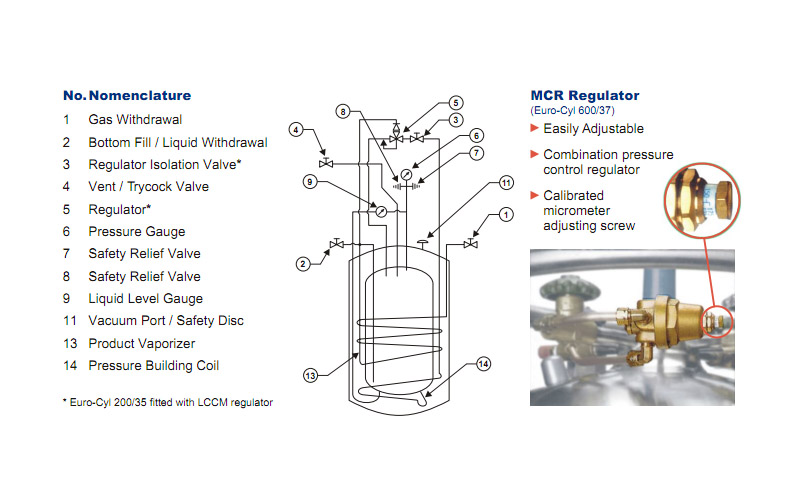 No. Nomenclature
1 Gas Withdrawal
2 Bottom Fill / Liquid Withdrawal
3 Regulator Isolation Valve*
4 Vent / Trycock Valve
5 Regulator*
6 Pressure Gauge
7 Safety Relief Valve
8 Safety Relief Valve
9 Liquid Level Gauge
11 Vacuum Port / Safety Disc
13 Product Vaporizer
14 Pressure Building Coil
* Euro-Cyl 200/35 fitted with LCCM regulator
5
8
3
4
6
7
9
11
1
2
14
13
MCR Regulator
(Euro-Cyl 600/37)
Easily Adjustable
Combination pressure
control regulator
Calibrated
micrometer
adjusting screw